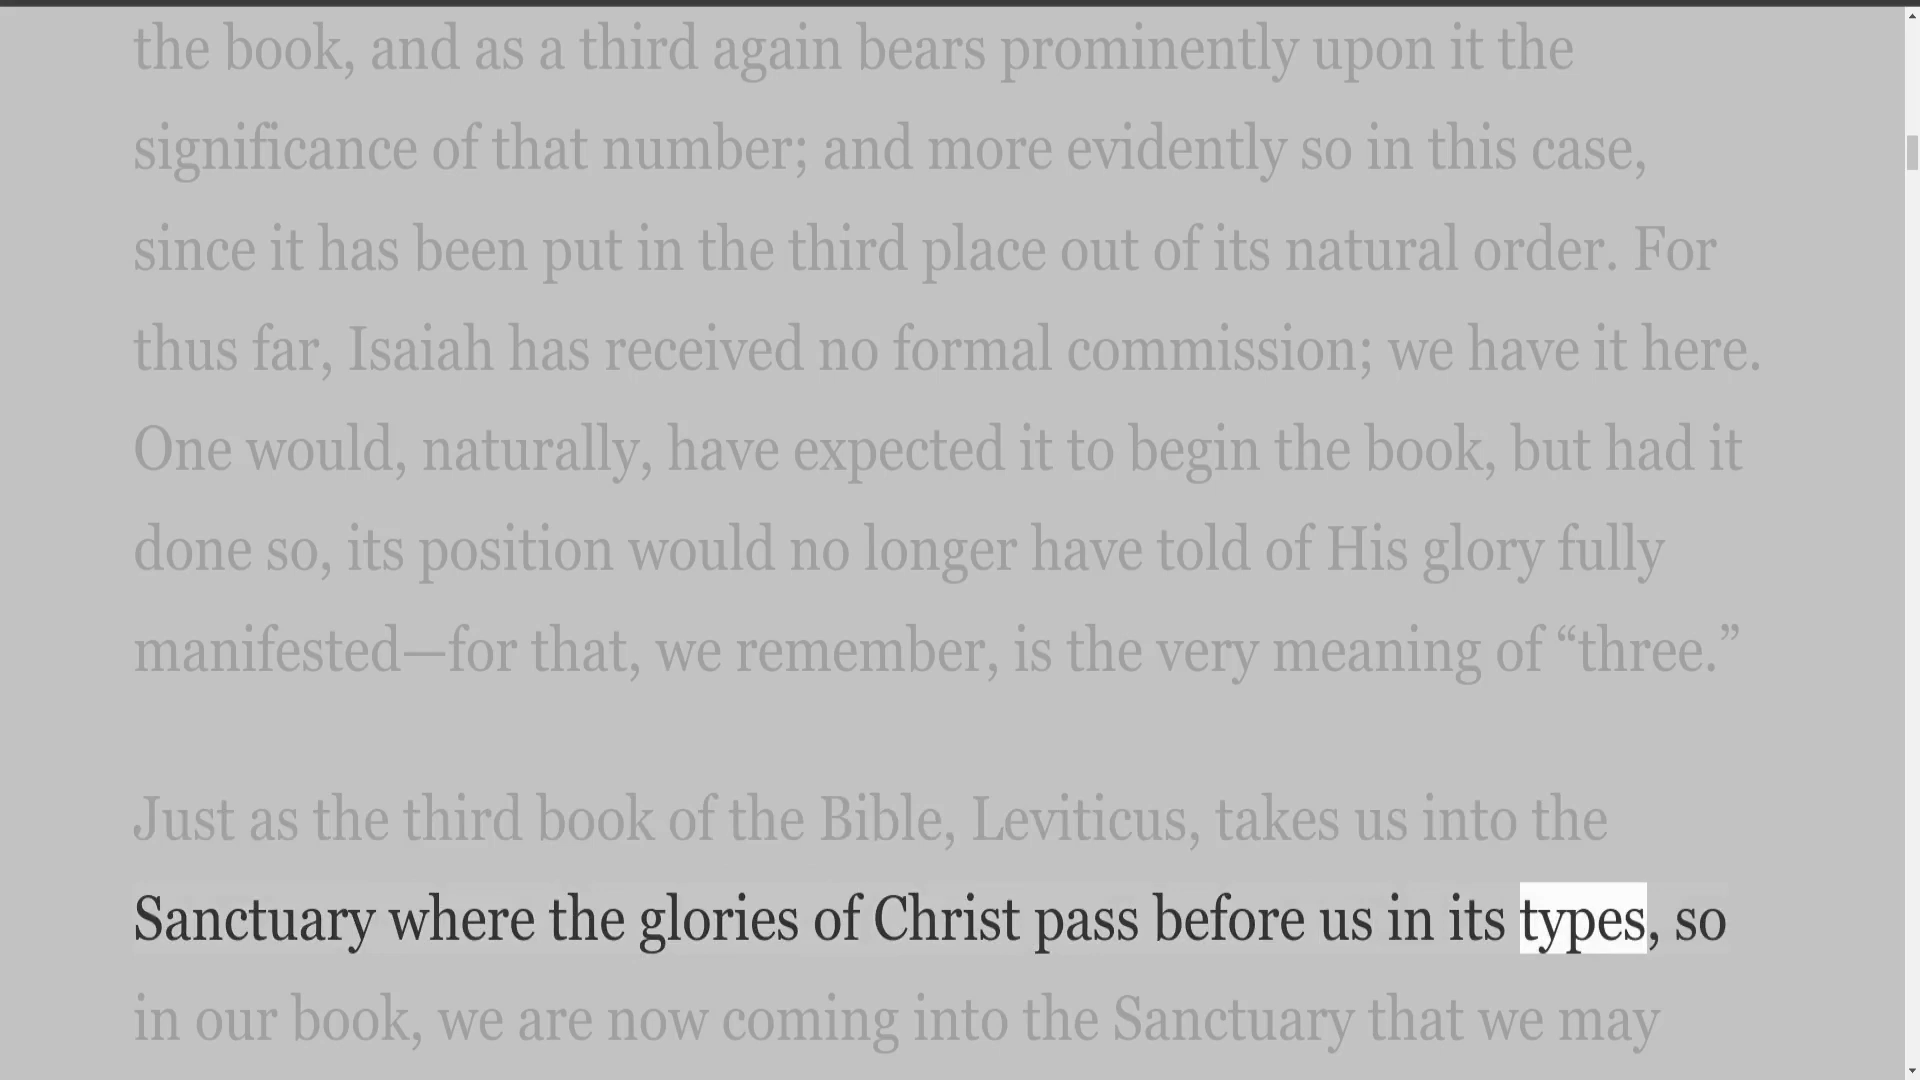 the book, and as a third again bears prominently upon it the
significance of that number; and more evidently so in this case,
since it has been put in the third place out of its natural order. For
thus far, Isaiah has received no formal commission; we have it here.
One would, naturally, have expected it to begin the book, but had it
done so, its position would no longer have told of His glory fully
manifested—for that, we remember, is the very meaning of “three.”
Just as the third book of the Bible, Leviticus, takes us into the
Sanctuary where the glories of Christ pass before us in its types, so
in our book, we are now coming into the Sanctuary that we may